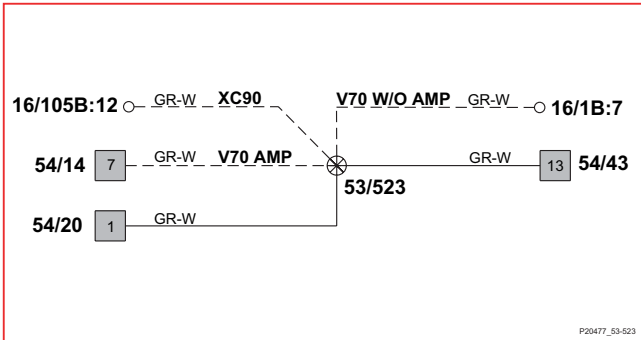 16/105B:12 GR-W XC90 V70 W/O AMP GR-W 16/1B:7
54/14 7 GR-W V70 AMP GR-W 13 54/43
53/523
54/20 1 GR-W
P20477_53-523